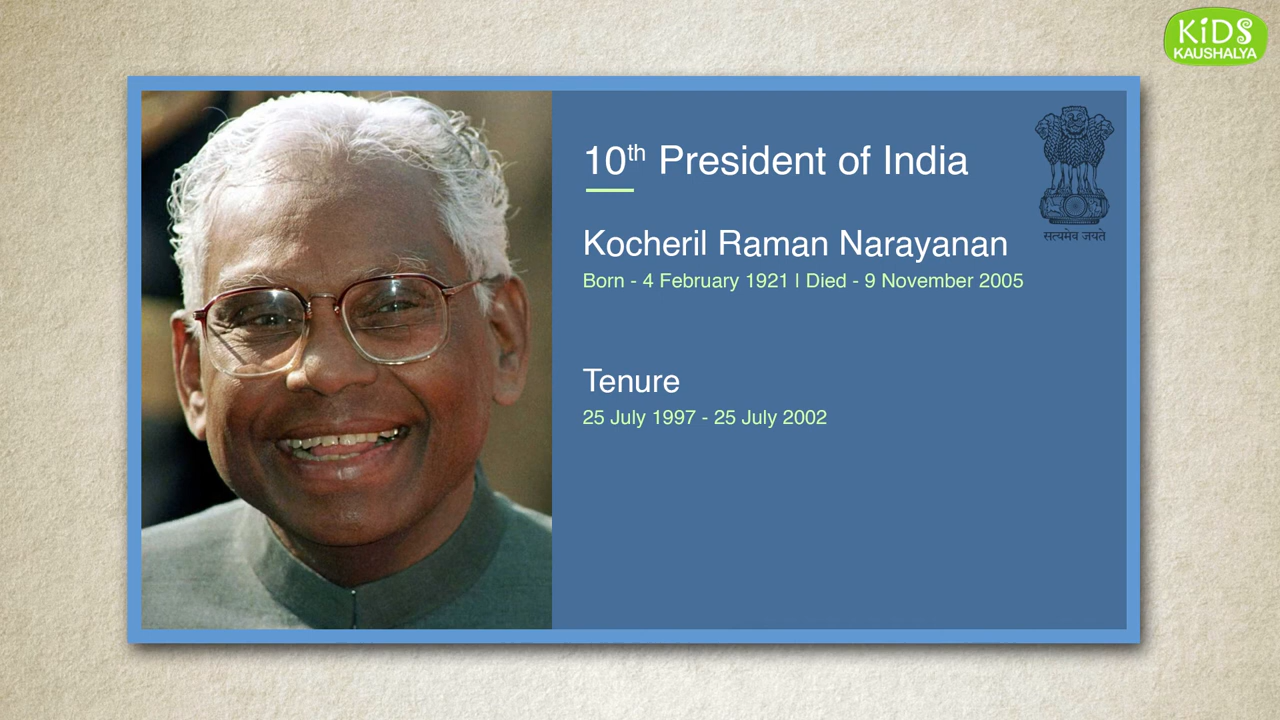 KiDS
KAUSHALYA
10th President of India
सत्यमेव जयते
Kocheril Raman Narayanan
Born - 4 February 1921 | Died - 9 November 2005
Tenure
25 July 1997 - 25 July 2002